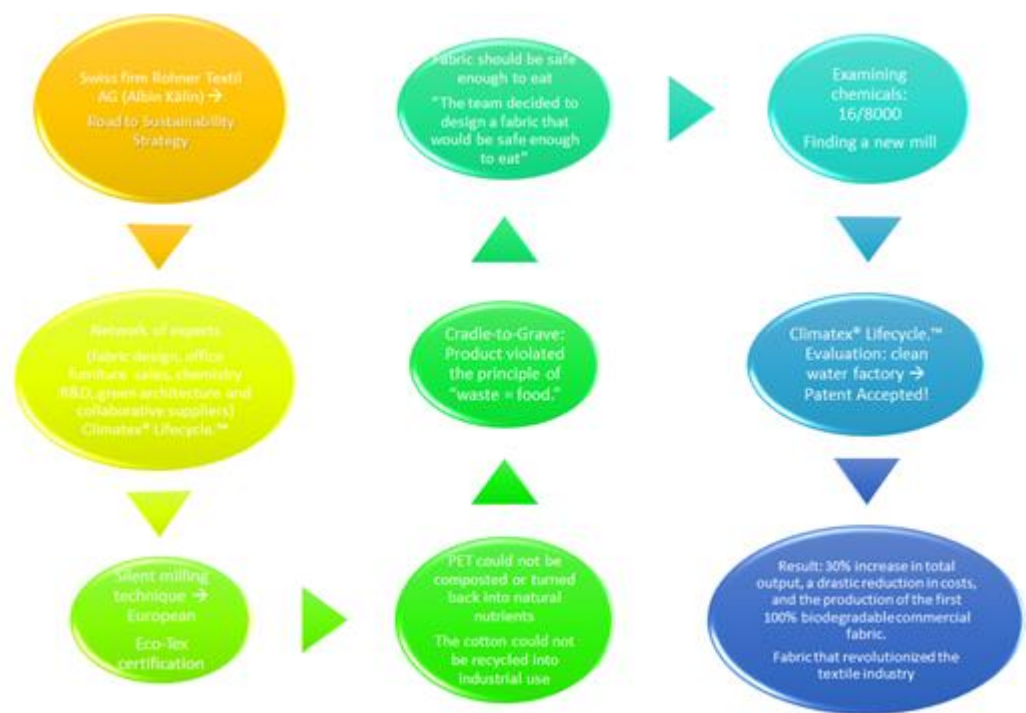 Swiss firm Rohner Textil
AG (Albin Kälin) →
Road to Sustainability
Strategy
Network of experts
(fabric design, office
furniture sales, chemistry
R&D, green architecture and
collaborative suppliers)
Climatex® Lifecycle.™
Silent milling
technique →
European
Eco-Tex
certification
PET could not be
composted or turned
back into natural
nutrients
The cotton could not
be recycled into
industrial use
Cradle-to-Grave:
Product violated
the principle of
"waste = food."
Fabric should be safe
enough to eat
"The team decided to
design a fabric that
would be safe enough
to eat"
Examining
chemicals:
16/8000
Finding a new mill
Climatex® Lifecycle.™
Evaluation: clean
water factory →
Patent Accepted!
Result: 30% increase in total
output, a drastic reduction in costs,
and the production of the first
100% biodegradable commercial
fabric.
Fabric that revolutionized the
textile industry